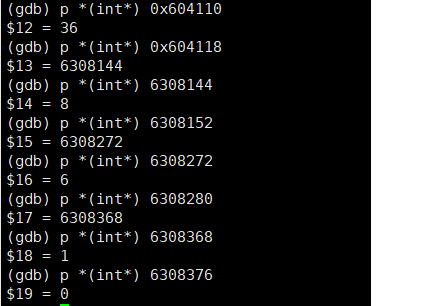 (gdb) p *(int*) 0x604110
$12 = 36
(gdb) p *(int*) 0x604118
$13 = 6308144
(gdb) p *(int*) 6308144
$14 = 8
(gdb) p *(int*) 6308152
$15 = 6308272
(gdb) p *(int*) 6308272
$16 = 6
(gdb) p *(int*) 6308280
$17 = 6308368
(gdb) p *(int*) 6308368
$18 = 1
(gdb) p *(int*) 6308376
$19 = 0